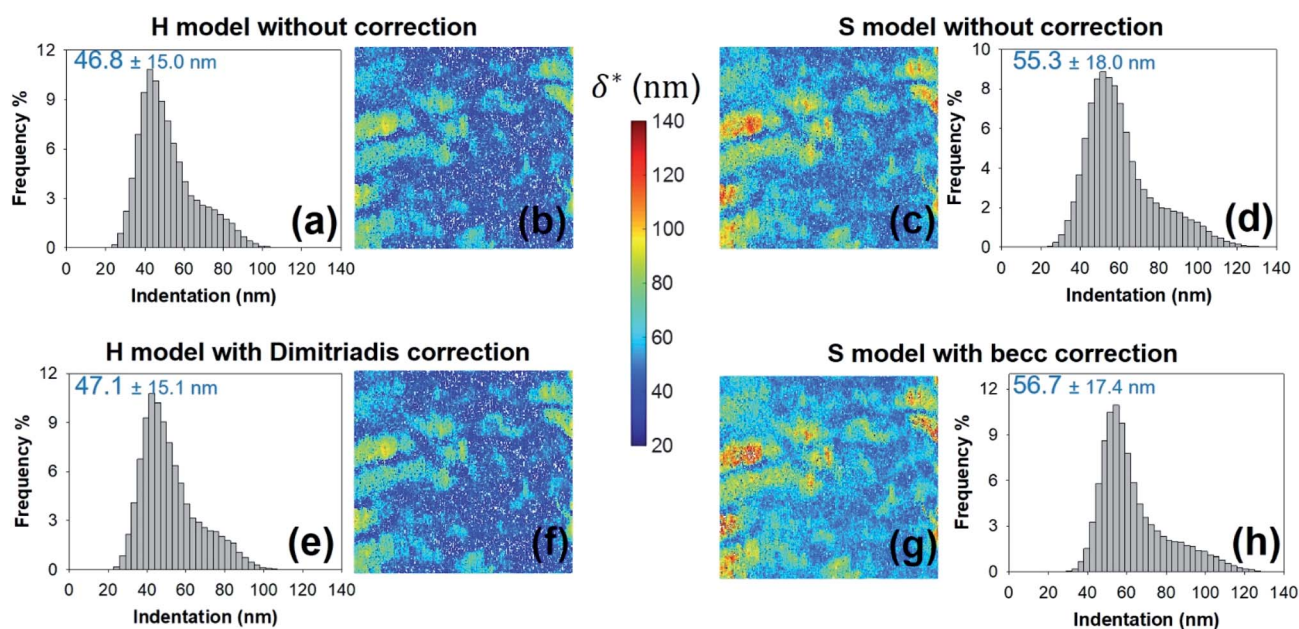 H model without correction
S model without correction
46.8 ± 15.0 nm
12
9
6
3
0
Frequency %
0 20 40 60 80 100 120 140
Indentation (nm)
(a)
(b)
δ* (nm)
140
120
100
80
60
40
20
(c)
55.3 ± 18.0 nm
10
8
6
4
2
0
Frequency %
0 20 40 60 80 100 120 140
Indentation (nm)
(d)
H model with Dimitriadis correction
S model with becc correction
47.1 ± 15.1 nm
12
9
6
3
0
Frequency %
0 20 40 60 80 100 120 140
Indentation (nm)
(e)
(f)
(g)
56.7 ± 17.4 nm
12
9
6
3
0
Frequency %
0 20 40 60 80 100 120 140
Indentation (nm)
(h)